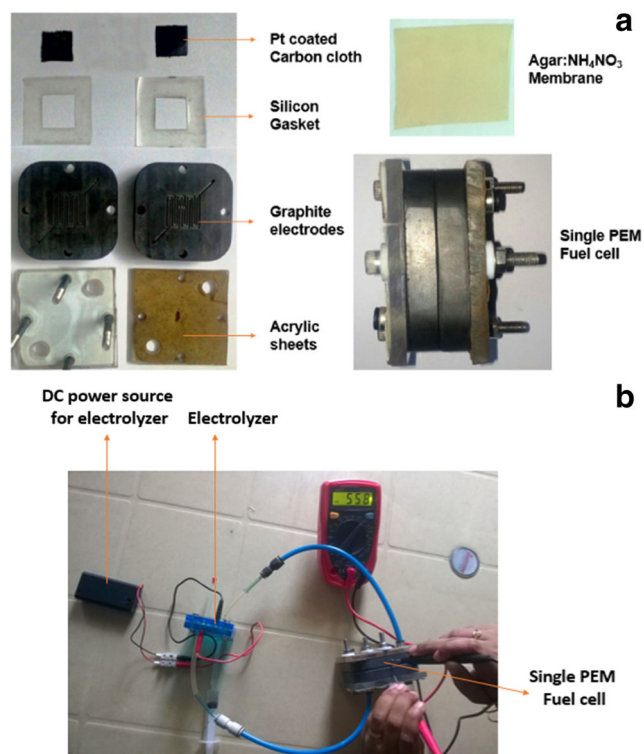 a
Pt coated
Carbon cloth
Agar:NH₄NO₃
Membrane
Silicon
Gasket
Graphite
electrodes
Single PEM
Fuel cell
Acrylic
sheets
b
DC power source
for electrolyzer
Electrolyzer
558
Single PEM
Fuel cell